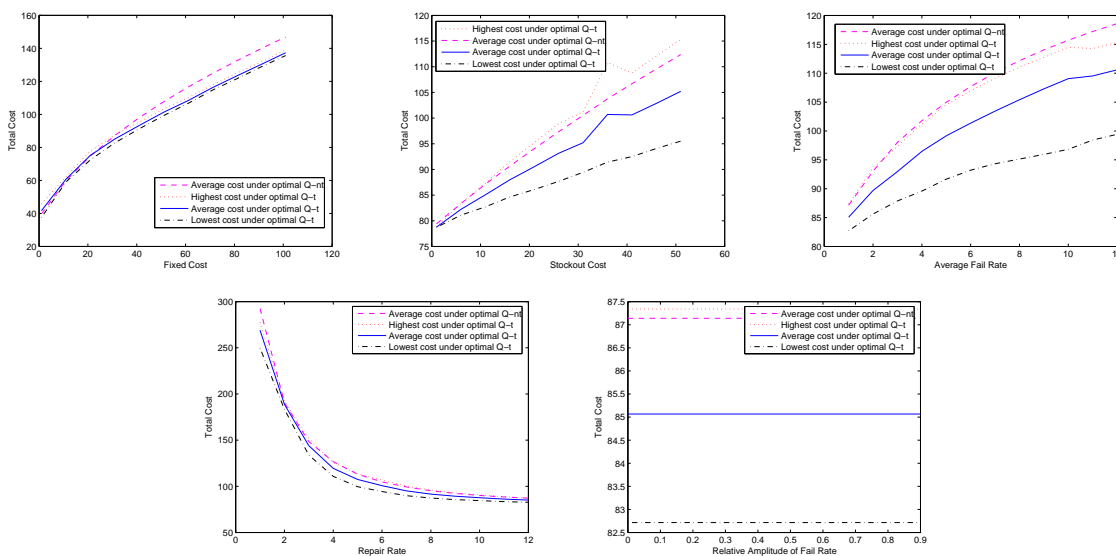 160
140
120
100
80
60
40
20
0 20 40 60 80 100 120
Total Cost
Fixed Cost
Average cost under optimal Q−nt
Highest cost under optimal Q−t
Average cost under optimal Q−t
Lowest cost under optimal Q−t
120
115
110
105
100
95
90
85
80
75
0 10 20 30 40 50 60
Total Cost
Stockout Cost
Highest cost under optimal Q−t
Average cost under optimal Q−nt
Average cost under optimal Q−t
Lowest cost under optimal Q−t
120
115
110
105
100
95
90
85
80
0 2 4 6 8 10 12
Total Cost
Average Fail Rate
Average cost under optimal Q−nt
Highest cost under optimal Q−t
Average cost under optimal Q−t
Lowest cost under optimal Q−t
300
250
200
150
100
50
0 2 4 6 8 10 12
Total Cost
Repair Rate
Average cost under optimal Q−nt
Highest cost under optimal Q−t
Average cost under optimal Q−t
Lowest cost under optimal Q−t
87.5
87
86.5
86
85.5
85
84.5
84
83.5
83
82.5
0 0.1 0.2 0.3 0.4 0.5 0.6 0.7 0.8 0.9
Total Cost
Relative Amplitude of Fail Rate
Average cost under optimal Q−nt
Highest cost under optimal Q−t
Average cost under optimal Q−t
Lowest cost under optimal Q−t